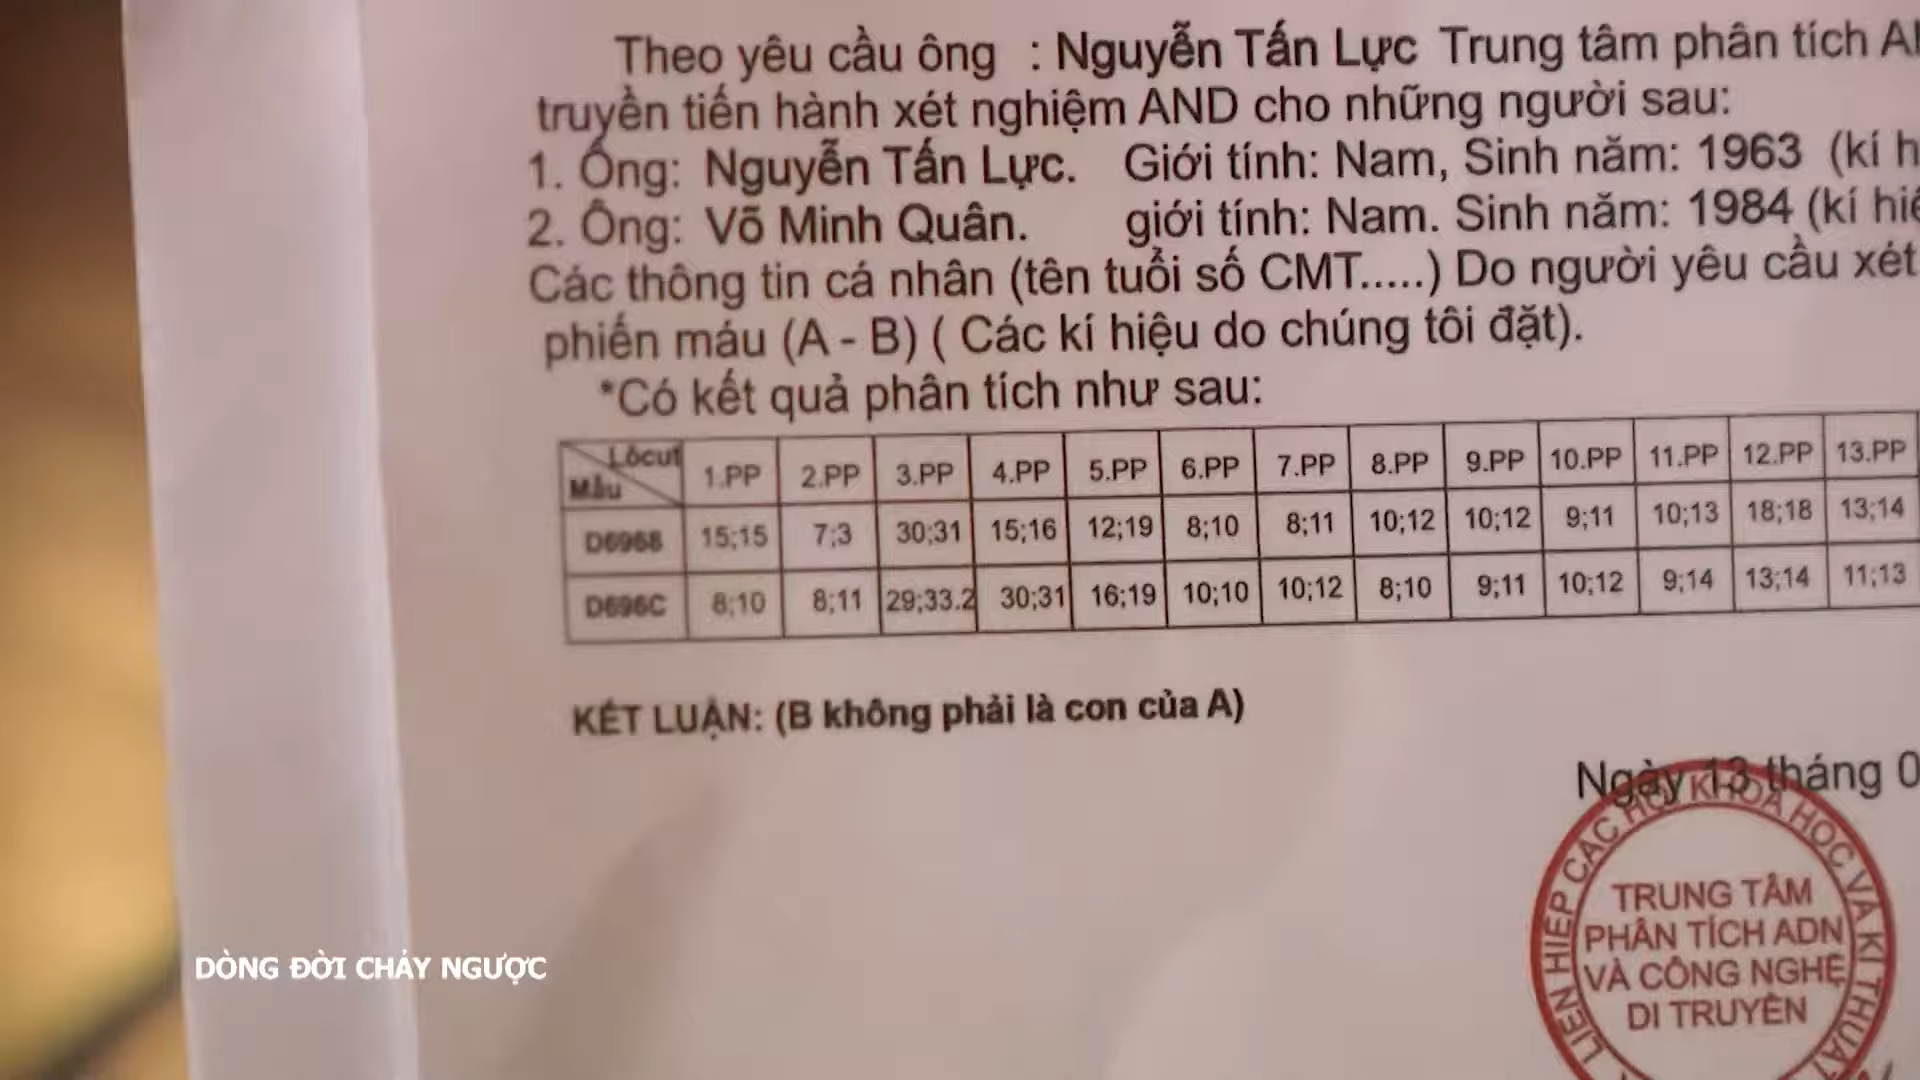 Theo yêu cầu ông : Nguyễn Tấn Lực Trung tâm phân tích
truyền tiến hành xét nghiệm AND cho những người sau:
1. Ông: Nguyễn Tấn Lực. Giới tính: Nam, Sinh năm: 1963 (kí
2. Ông: Võ Minh Quân. giới tính: Nam. Sinh năm: 1984 (kí
Các thông tin cá nhân (tên tuổi số CMT.....) Do người yêu cầu xét
phiến máu (A - B) ( Các kí hiệu do chúng tôi đặt).
*Có kết quả phân tích như sau:
Lôcut
Mẫu 1.PP 2.PP 3.PP 4.PP 5.PP 6.PP 7.PP 8.PP 9.PP 10.PP 11.PP 12.PP 13.PP
15;15 7;3 30;31 15;16 12;19 8;10 8;11 10;12 10;12 9;11 10;13 18;18 13;14
D696C 8;10 8;11 29;33.2 30;31 16;19 10;10 10;12 8;10 9;11 10;12 9;14 13;14 11;13
KẾT LUẬN: (B không phải là con của A)
Ngày 13 tháng 0
LIÊN HIỆP CÁC HỘI KHOA HỌC VÀ KĨ THUẬT
TRUNG TÂM
PHÂN TÍCH ADN
VÀ CÔNG NGHỆ
DI TRUYỀN
DÒNG ĐỜI CHẢY NGƯỢC